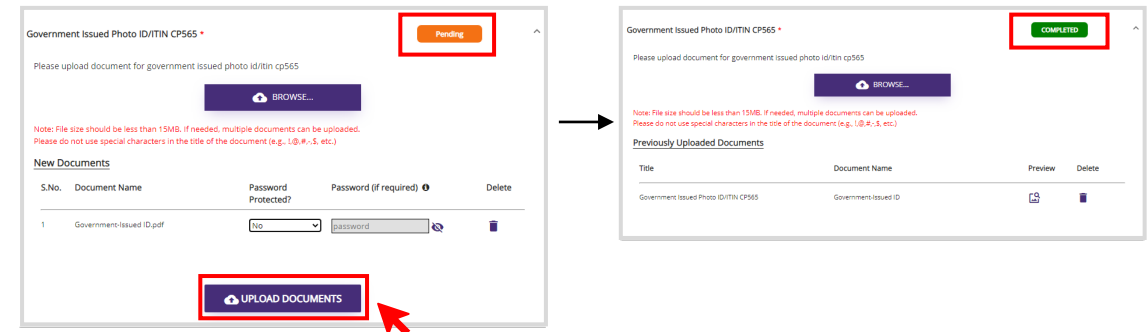 Government Issued Photo ID/ITIN CP565 *
Pending
Please upload document for government issued photo id/itin cp565
BROWSE...
Note: File size should be less than 15MB. If needed, multiple documents can be uploaded.
Please do not use special characters in the title of the document (e.g., !,@,#,-,$, etc.)
New Documents
S.No. Document Name Password Protected? Password (if required) Delete
1 Government-Issued ID.pdf No password
UPLOAD DOCUMENTS
Government Issued Photo ID/ITIN CP565 *
COMPLETED
Please upload document for government issued photo id/itin cp565
BROWSE...
Note: File size should be less than 15MB. If needed, multiple documents can be uploaded.
Please do not use special characters in the title of the document (e.g., !,@,#,-,$, etc.)
Previously Uploaded Documents
Title Document Name Preview Delete
Government Issued Photo ID/ITIN CP565 Government-Issued ID